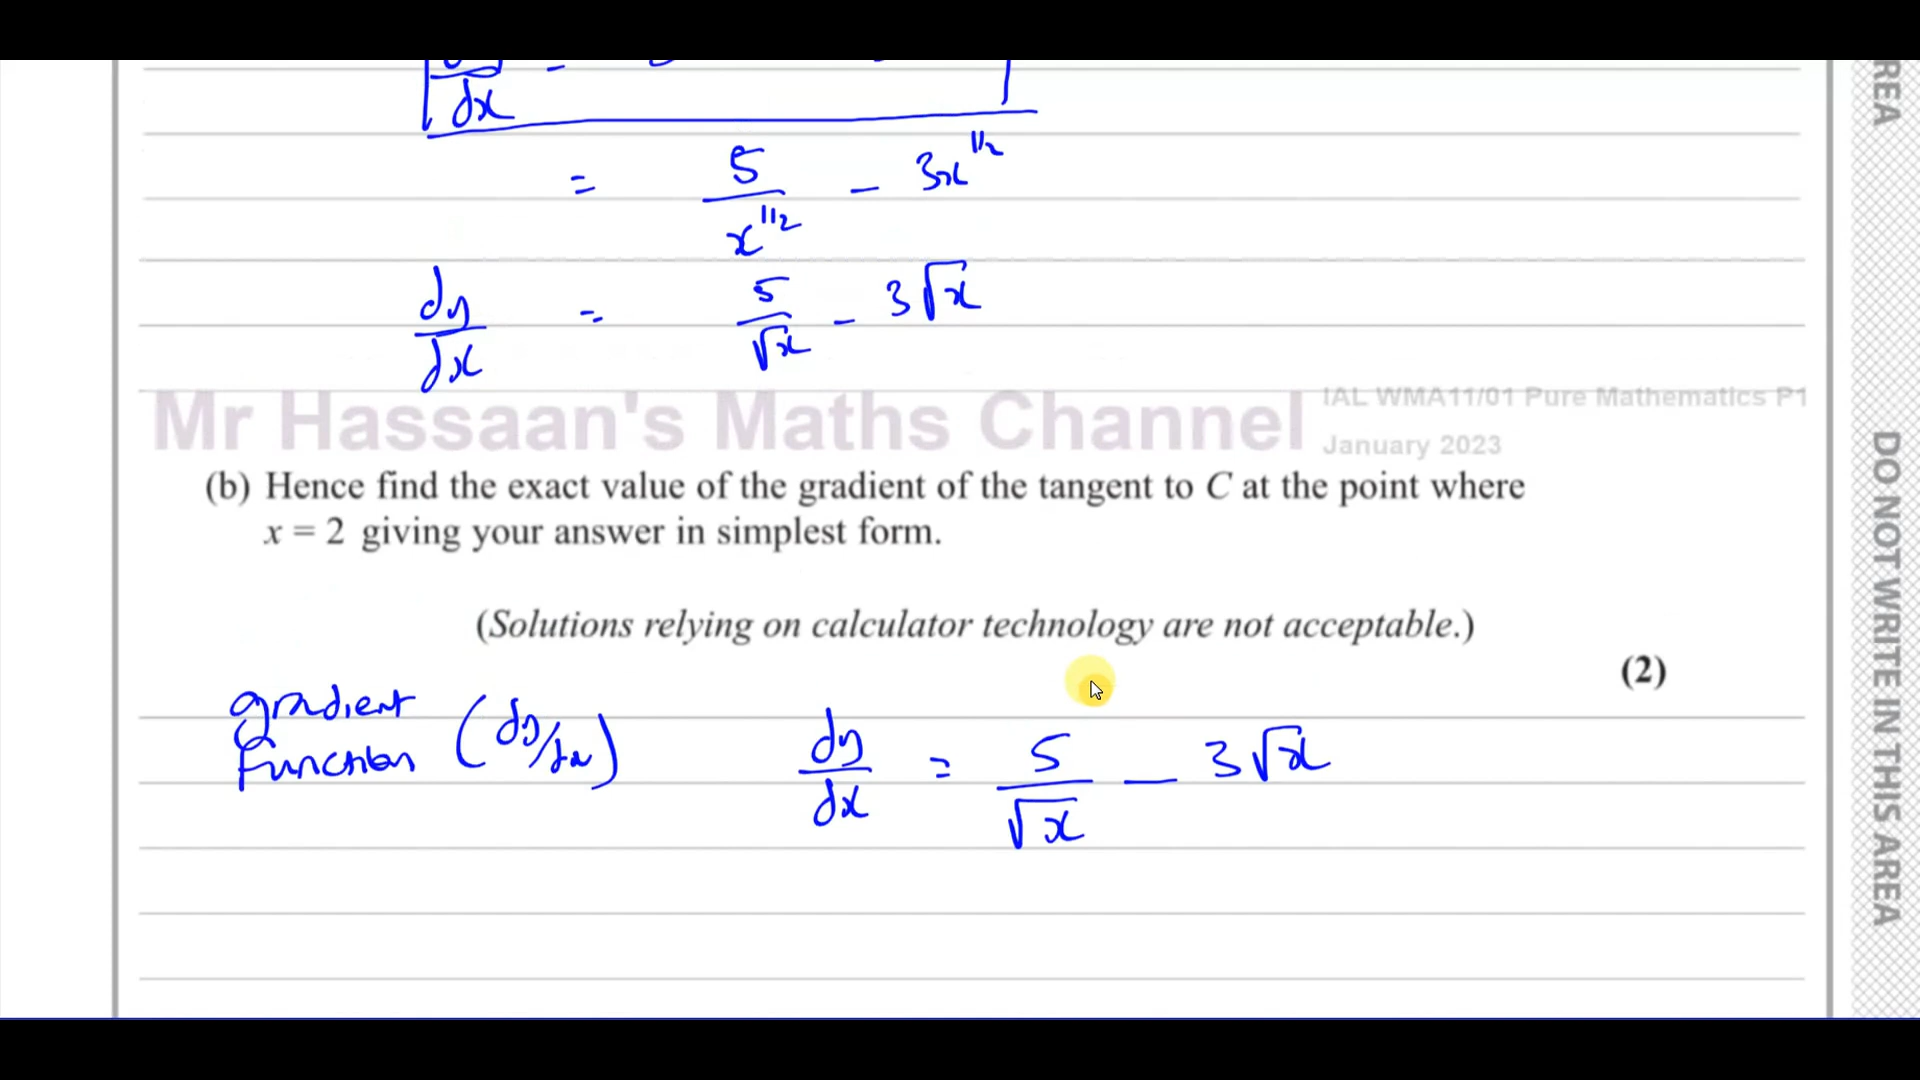 dy/dx =
= 5/x^1/2 - 3x^1/2
dy/dx = 5/√x - 3√x
Mr Hassaan's Maths Channel
IAL WMA11/01 Pure Mathematics P1
January 2023
(b) Hence find the exact value of the gradient of the tangent to C at the point where
x = 2 giving your answer in simplest form.
(Solutions relying on calculator technology are not acceptable.)
(2)
gradient
function (dy/dx)
dy/dx = 5/√x - 3√x
REA
DO NOT WRITE IN THIS AREA